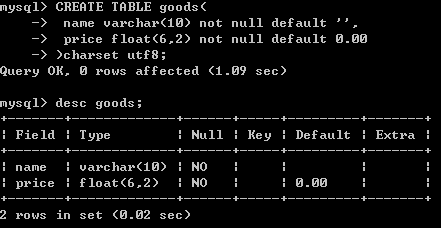 mysql> CREATE TABLE goods(
    -> name varchar(10) not null default '',
    -> price float(6,2) not null default 0.00
    -> )charset utf8;
Query OK, 0 rows affected (1.09 sec)

mysql> desc goods;
+-------+-------------+------+-----+---------+-------+
| Field | Type        | Null | Key | Default | Extra |
+-------+-------------+------+-----+---------+-------+
| name  | varchar(10) | NO   |     |         |       |
| price | float(6,2)  | NO   |     | 0.00    |       |
+-------+-------------+------+-----+---------+-------+
2 rows in set (0.02 sec)